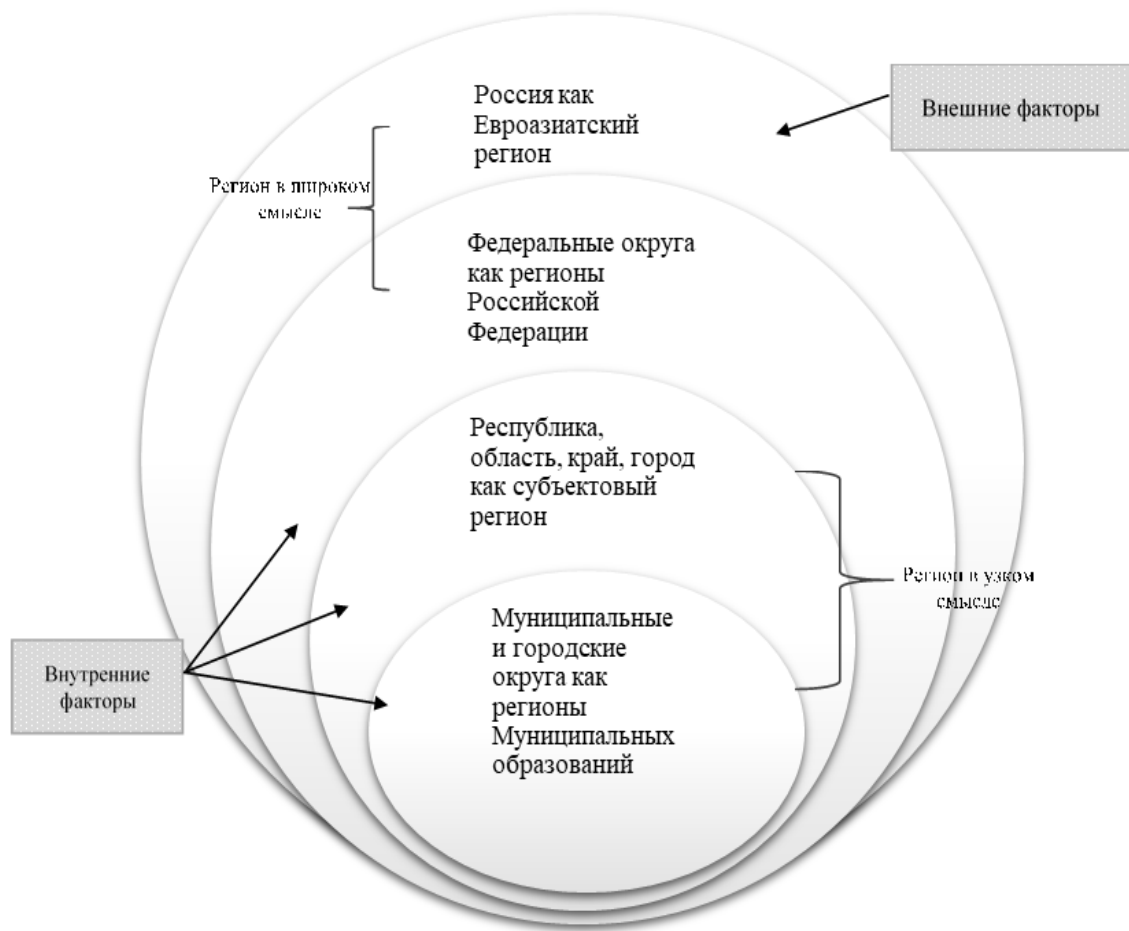 Россия как
Евроазиатский
регион
Внешние факторы
Регион в широком
смысле
Федеральные округа
как регионы
Российской
Федерации
Республика,
область, край, город
как субъектовый
регион
Регион в узком
смысле
Муниципальные
и городские
округа как
регионы
Муниципальных
образований
Внутренние
факторы